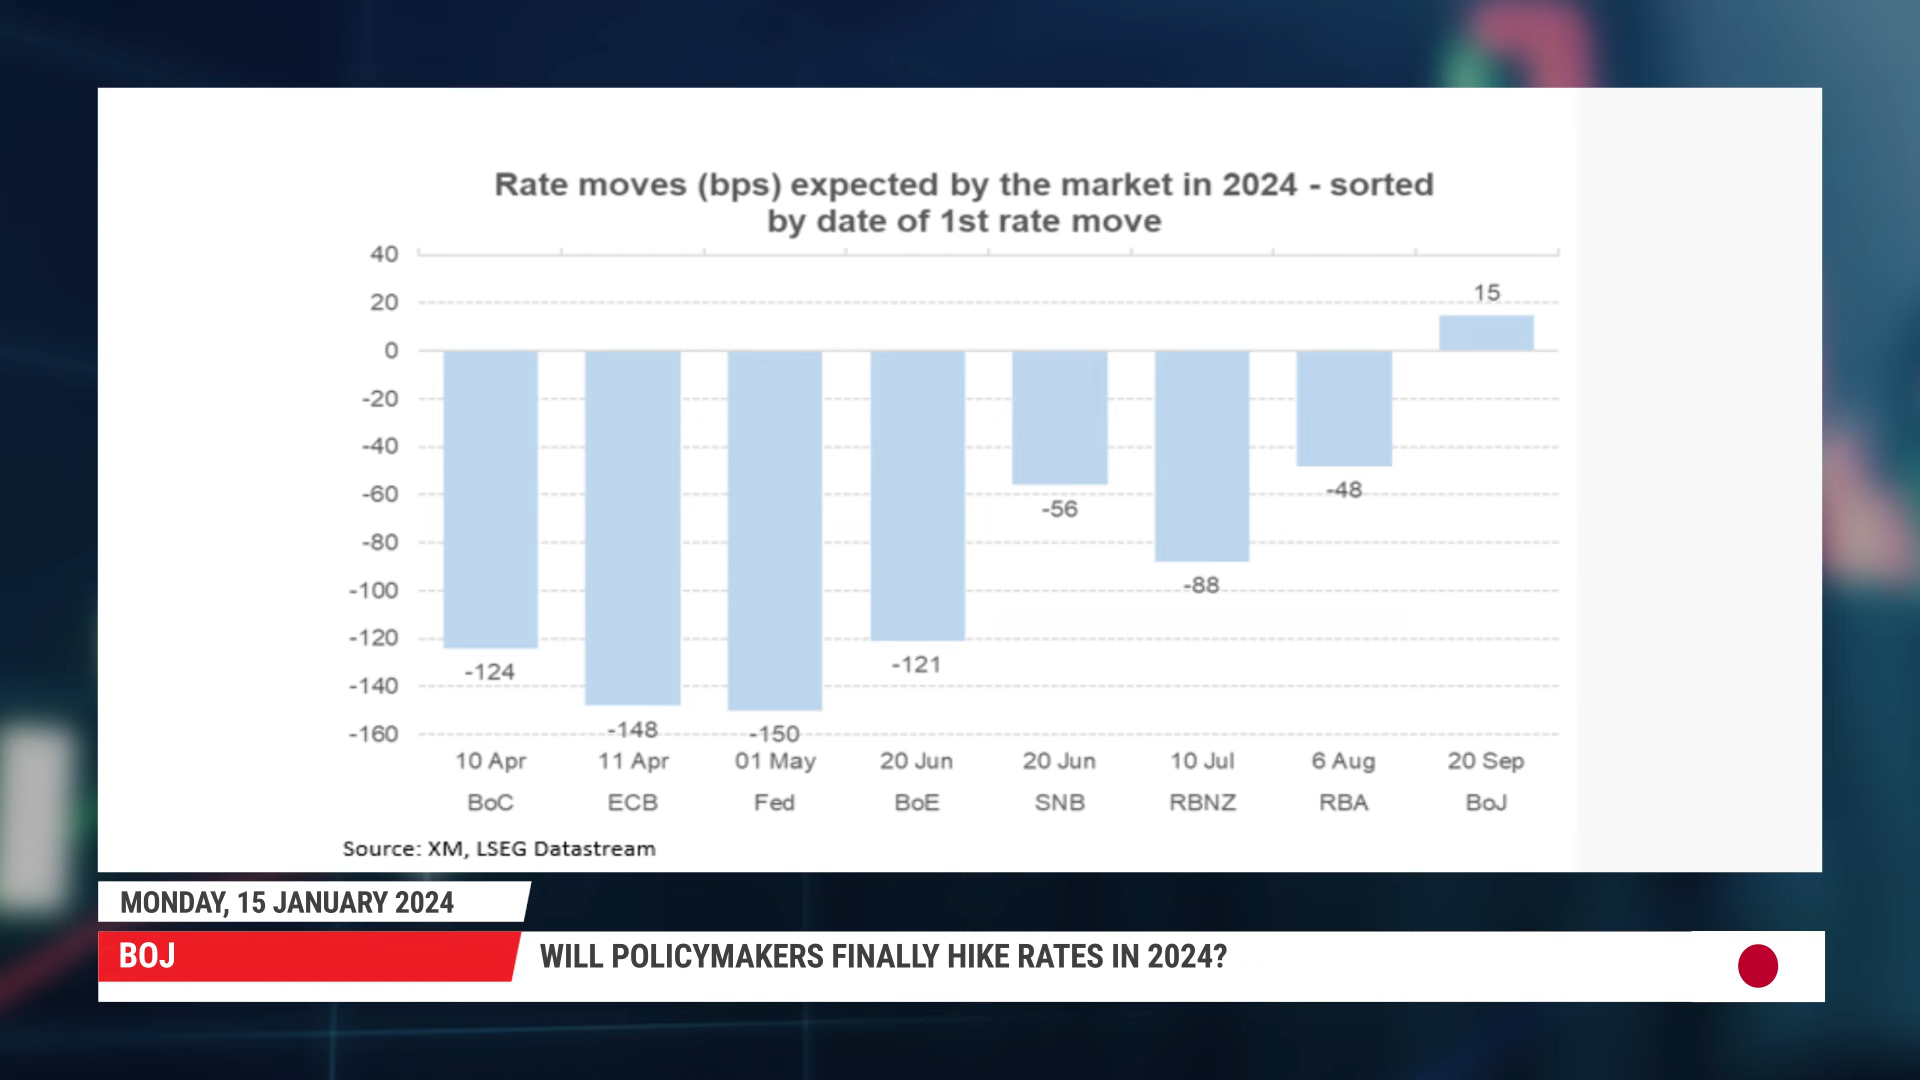 Rate moves (bps) expected by the market in 2024 - sorted
by date of 1st rate move
40
20
0
-20
-40
-60
-80
-100
-120
-140
-160
-124
-148
-150
-121
-56
-88
-48
15
10 Apr 11 Apr 01 May 20 Jun 20 Jun 10 Jul 6 Aug 20 Sep
BoC ECB Fed BoE SNB RBNZ RBA BoJ
Source: XM, LSEG Datastream
MONDAY, 15 JANUARY 2024
BOJ
WILL POLICYMAKERS FINALLY HIKE RATES IN 2024?